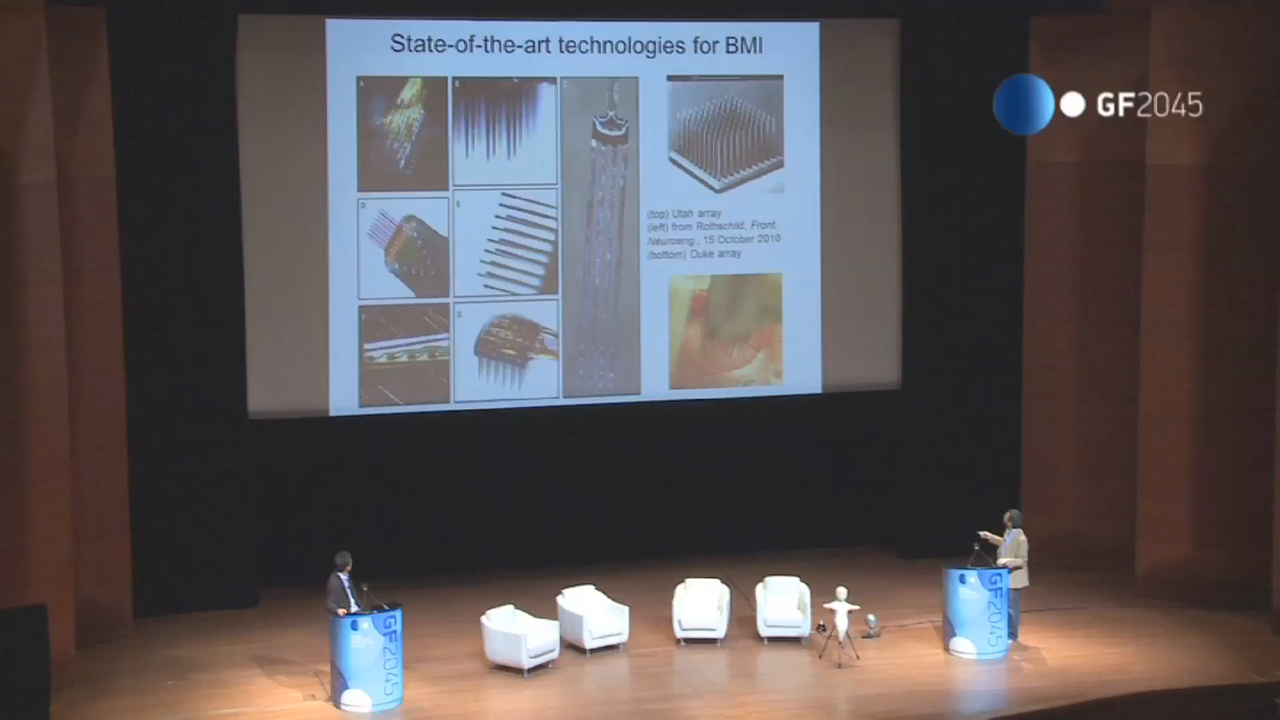 State-of-the-art technologies for BMI
GF2045
(top) Utah array
(left) from Rothschild, Front.
Neuroeng., 15 October 2010
(bottom) Duke array
GF2045
GF2045